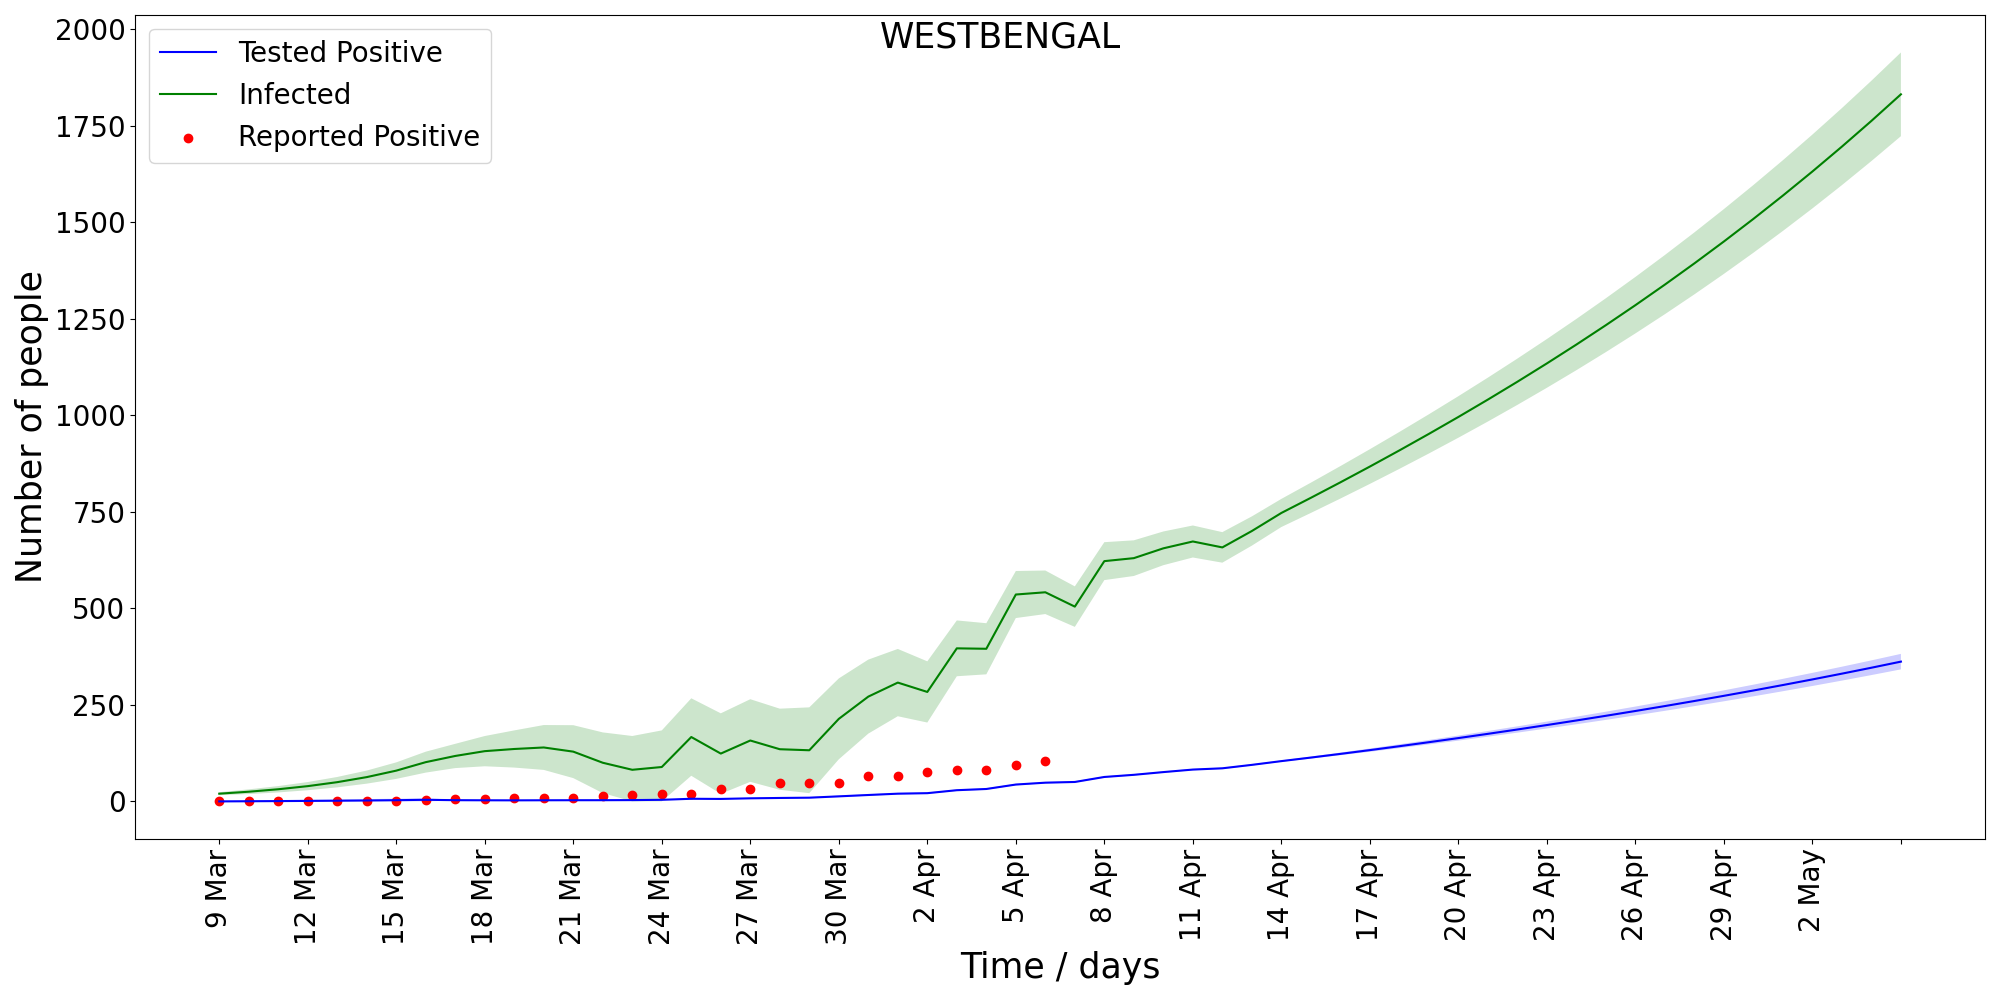 WESTBENGAL
Tested Positive
Infected
Reported Positive
Number of people
2000
1750
1500
1250
1000
750
500
250
0
9 Mar
12 Mar
15 Mar
18 Mar
21 Mar
24 Mar
27 Mar
30 Mar
2 Apr
5 Apr
8 Apr
11 Apr
14 Apr
17 Apr
20 Apr
23 Apr
26 Apr
29 Apr
2 May
Time / days